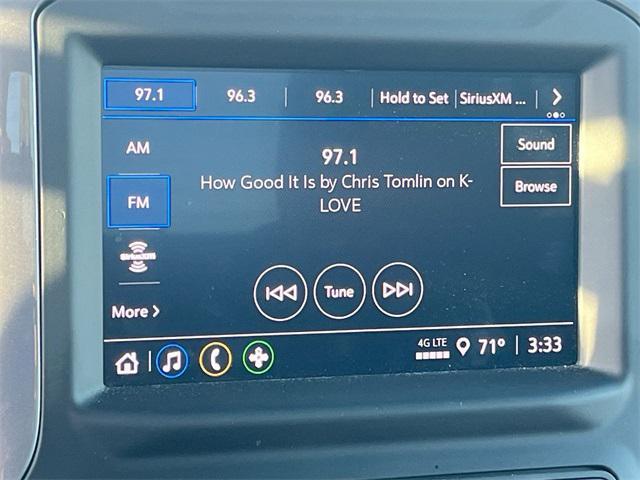 97.1 96.3 96.3 Hold to Set SiriusXM ...
AM
97.1
Sound
How Good It Is by Chris Tomlin on K-
LOVE
Browse
FM
SiriusXM
Tune
More
4G LTE
71° 3:33